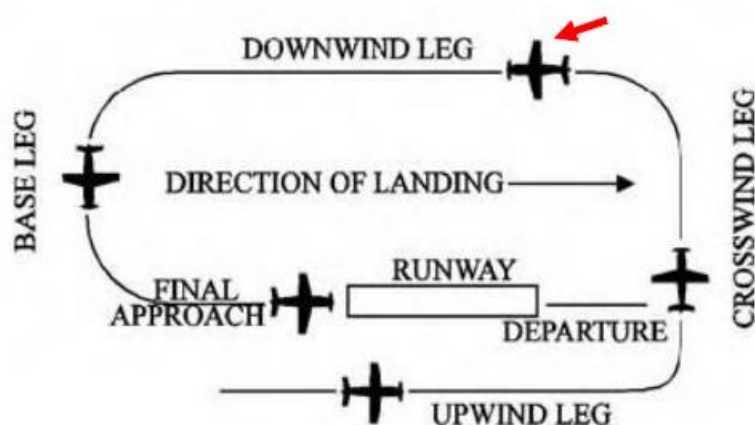 DOWNWIND LEG
BASE LEG
CROSSWIND LEG
DIRECTION OF LANDING
RUNWAY
FINAL
APPROACH
DEPARTURE
UPWIND LEG